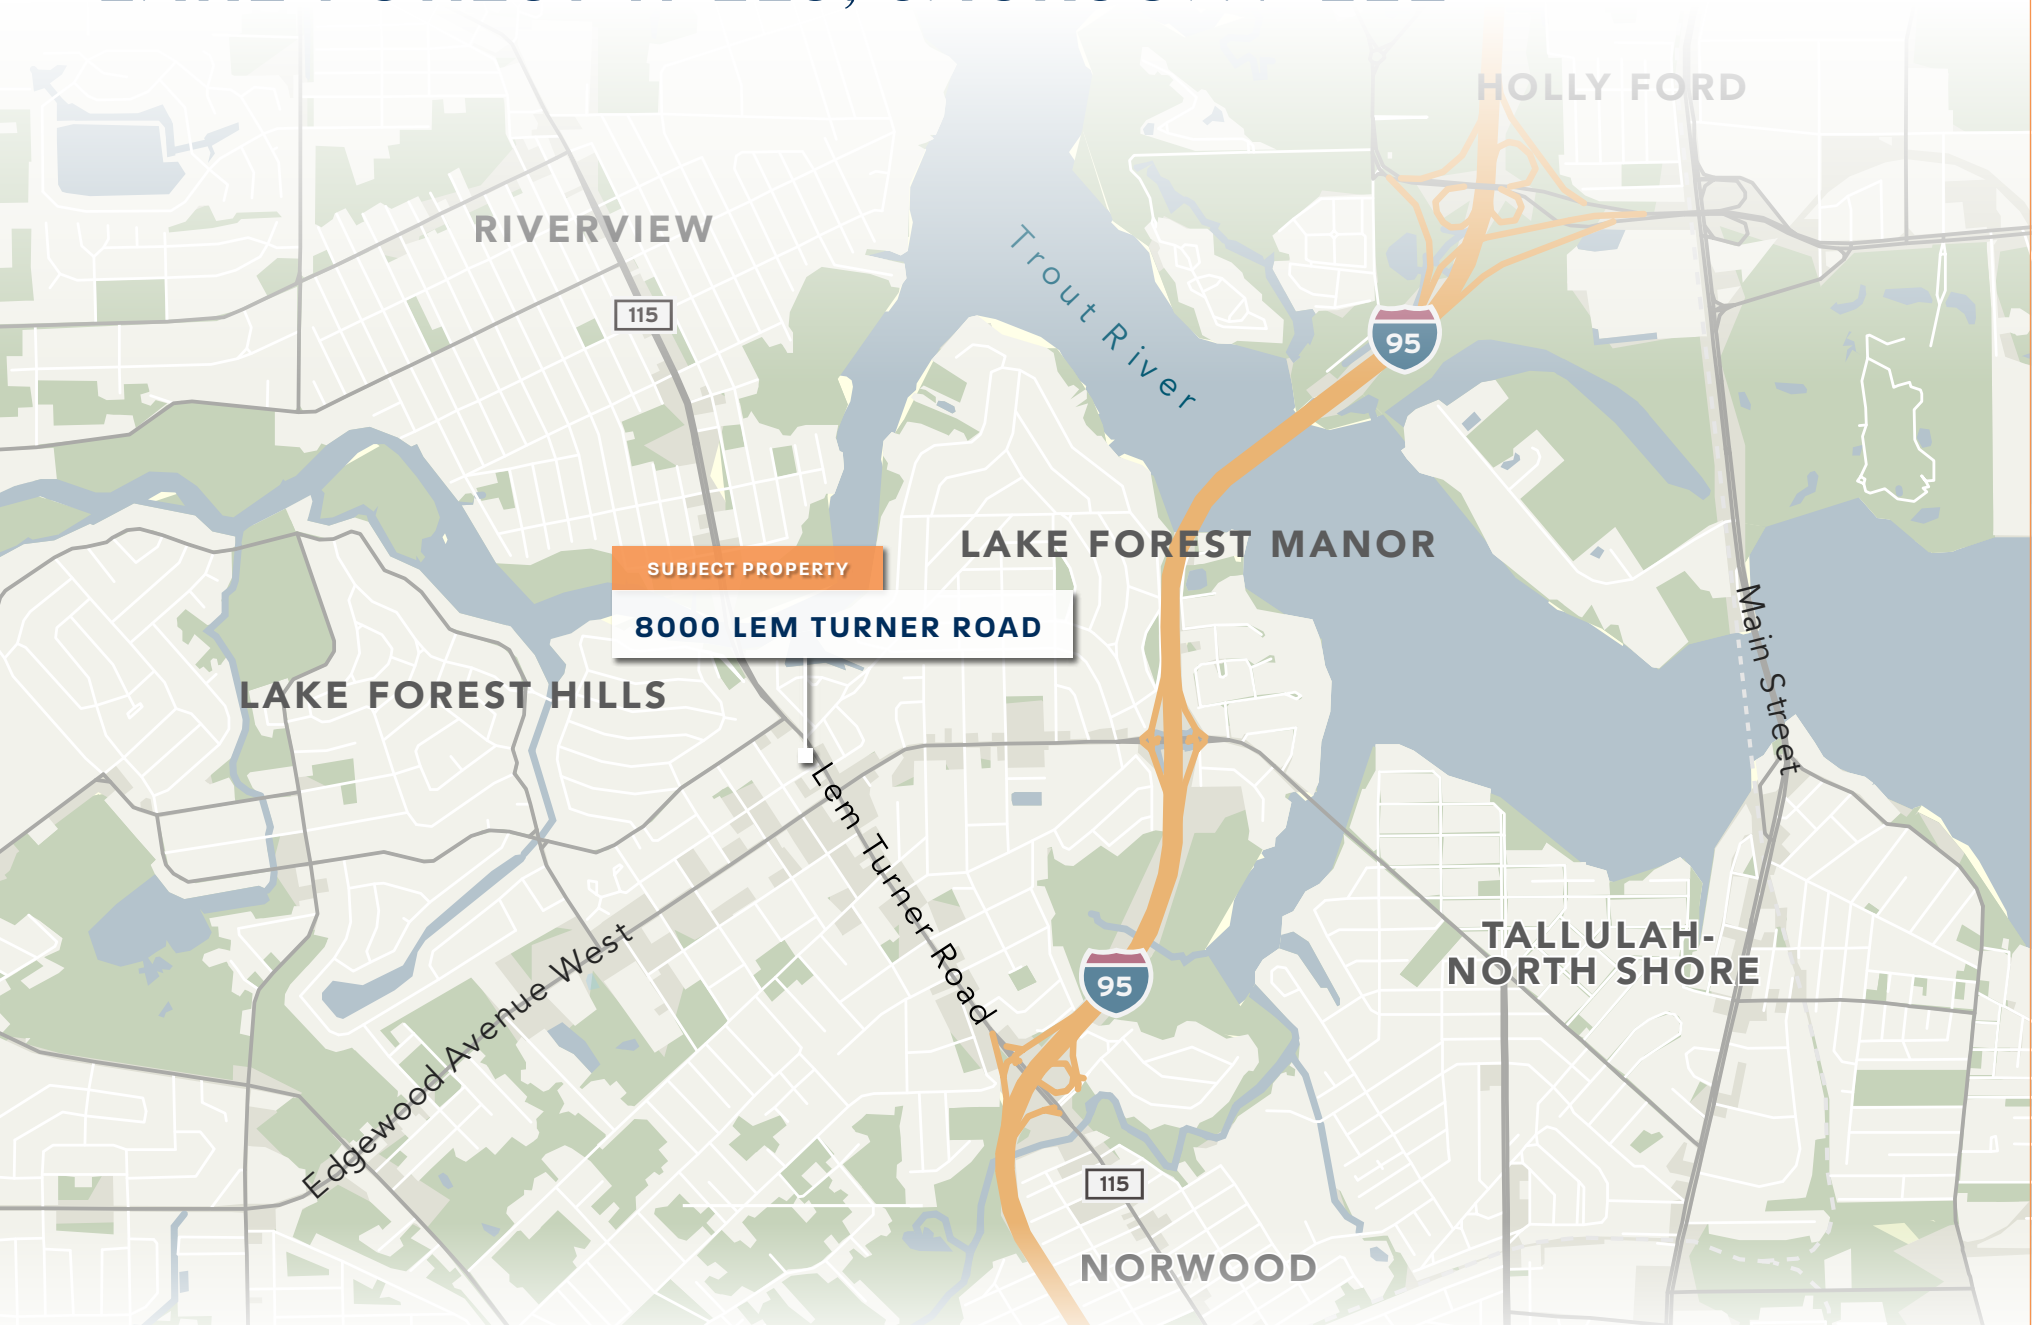 HOLLY FORD
RIVERVIEW
Trout River
115
95
LAKE FOREST MANOR
SUBJECT PROPERTY
8000 LEM TURNER ROAD
Main Street
LAKE FOREST HILLS
Lem Turner Road
Edgewood Avenue West
TALLULAH-
NORTH SHORE
95
115
NORWOOD